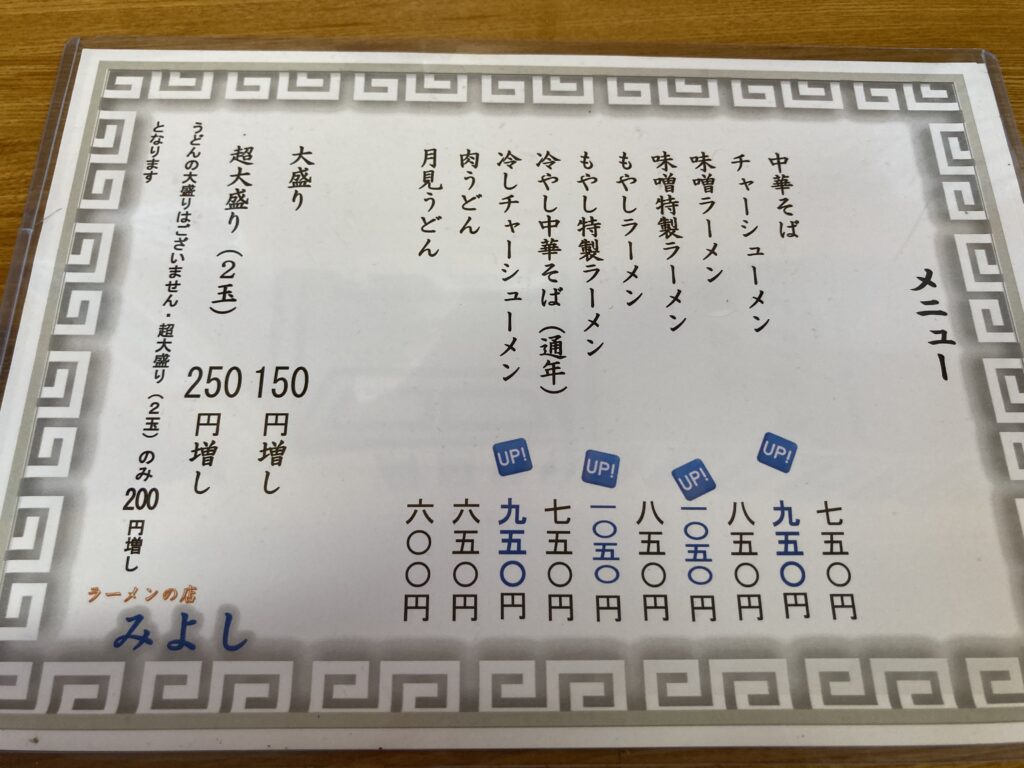 メニュー
中華そば 七五〇円
チャーシューメン UP! 九五〇円
味噌ラーメン 八五〇円
味噌特製ラーメン UP! 一〇五〇円
もやしラーメン 八五〇円
もやし特製ラーメン UP! 一〇五〇円
冷やし中華そば（通年） 七五〇円
冷しチャーシューメン UP! 九五〇円
肉うどん 六五〇円
月見うどん 六〇〇円
大盛り 150円増し
超大盛り（２玉） 250円増し
うどんの大盛りはございません・超大盛り（２玉）のみ200円増し
となります
ラーメンの店
みよし